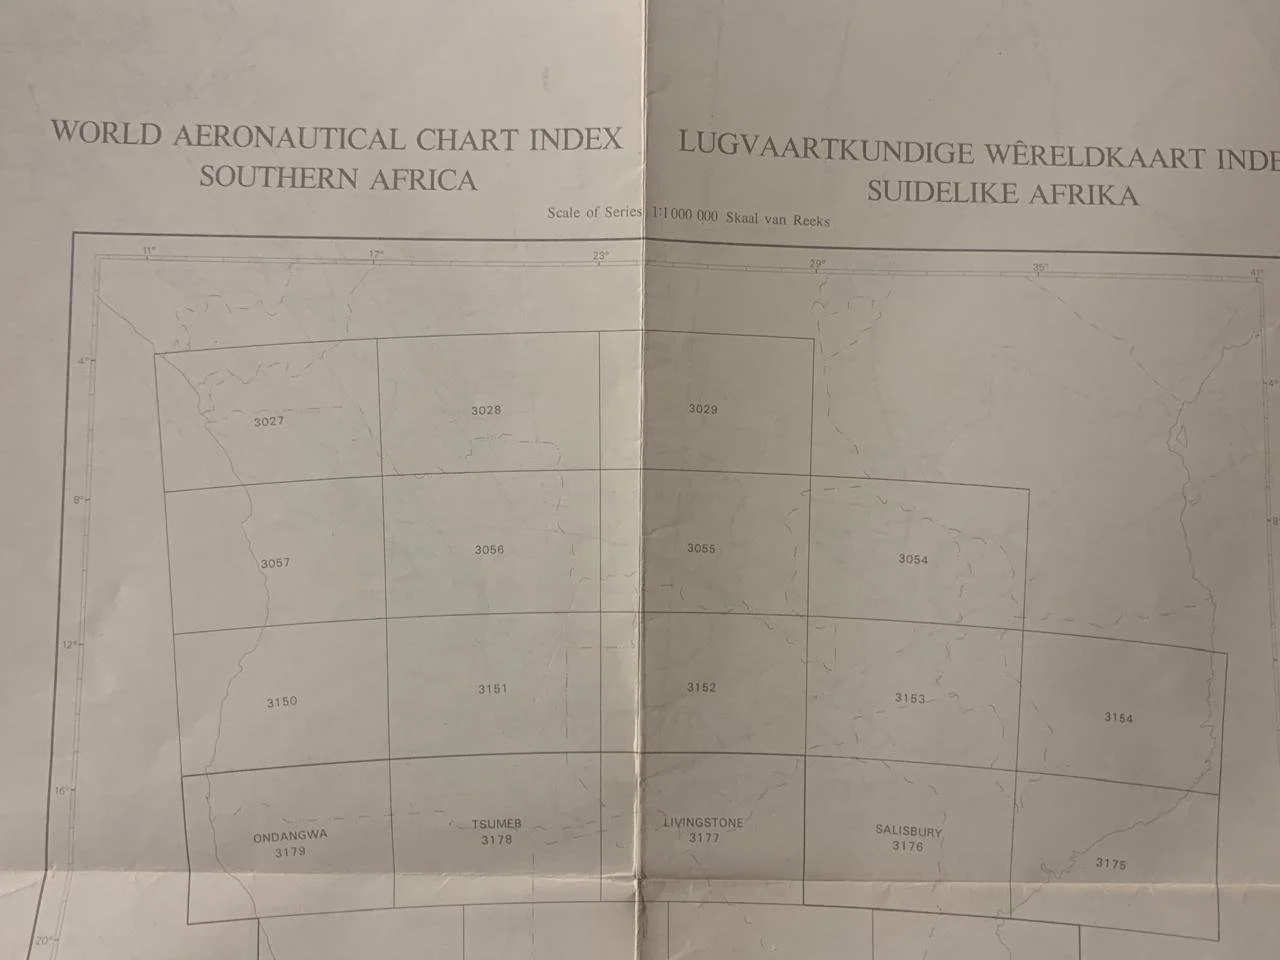 WORLD AERONAUTICAL CHART INDEX
SOUTHERN AFRICA
LUGVAARTKUNDIGE WÊRELDKAART INDE
SUIDELIKE AFRIKA
Scale of Series 1:1 000 000 Skaal van Reeks
11° 17° 23° 29° 35° 41°
4° 4°
3027 3028 3029
8° 8°
3057 3056 3055 3054
12°
3150 3151 3152 3153 3154
16°
ONDANGWA TSUMEB LIVINGSTONE SALISBURY
3179 3178 3177 3176 3175
20°